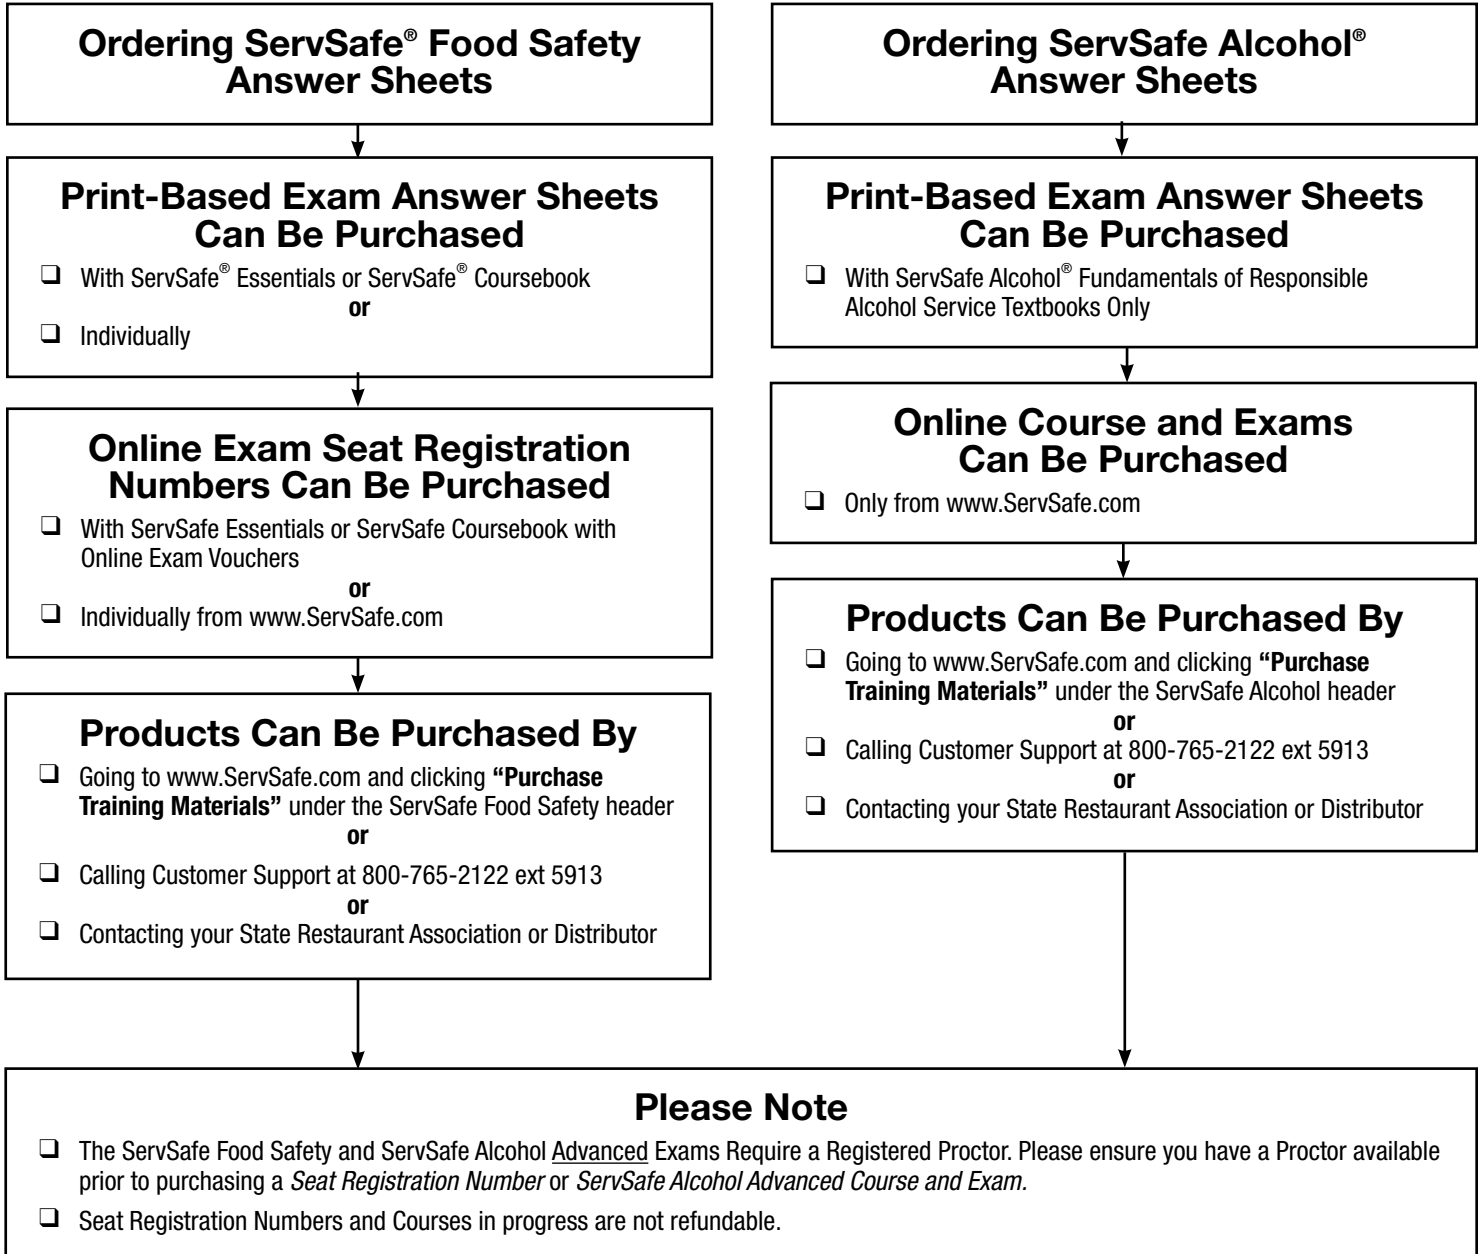 Ordering ServSafe® Food Safety
Answer Sheets
Print-Based Exam Answer Sheets
Can Be Purchased
❑ With ServSafe® Essentials or ServSafe® Coursebook
or
❑ Individually
Online Exam Seat Registration
Numbers Can Be Purchased
❑ With ServSafe Essentials or ServSafe Coursebook with
Online Exam Vouchers
or
❑ Individually from www.ServSafe.com
Products Can Be Purchased By
❑ Going to www.ServSafe.com and clicking “Purchase
Training Materials” under the ServSafe Food Safety header
or
❑ Calling Customer Support at 800-765-2122 ext 5913
or
❑ Contacting your State Restaurant Association or Distributor
Ordering ServSafe Alcohol®
Answer Sheets
Print-Based Exam Answer Sheets
Can Be Purchased
❑ With ServSafe Alcohol® Fundamentals of Responsible
Alcohol Service Textbooks Only
Online Course and Exams
Can Be Purchased
❑ Only from www.ServSafe.com
Products Can Be Purchased By
❑ Going to www.ServSafe.com and clicking “Purchase
Training Materials” under the ServSafe Alcohol header
or
❑ Calling Customer Support at 800-765-2122 ext 5913
or
❑ Contacting your State Restaurant Association or Distributor
Please Note
❑ The ServSafe Food Safety and ServSafe Alcohol Advanced Exams Require a Registered Proctor. Please ensure you have a Proctor available
prior to purchasing a Seat Registration Number or ServSafe Alcohol Advanced Course and Exam.
❑ Seat Registration Numbers and Courses in progress are not refundable.